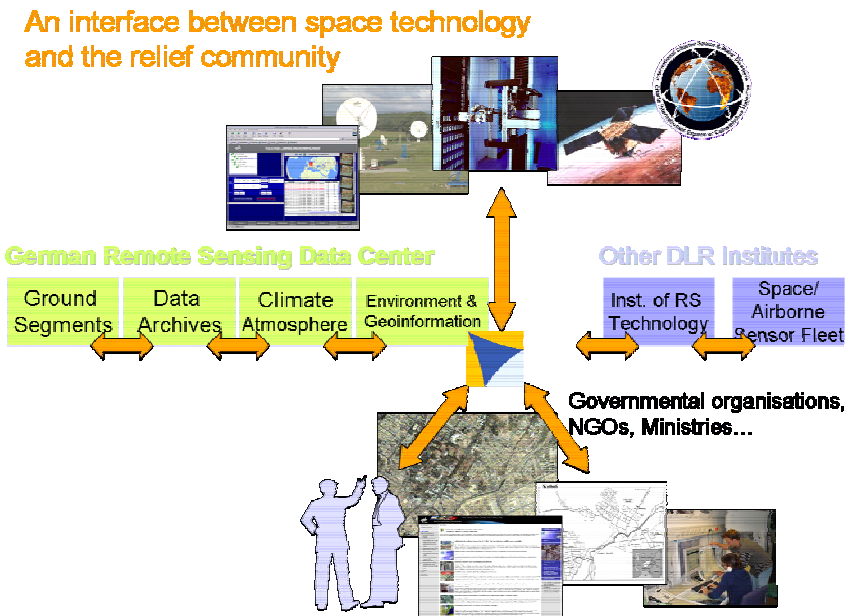 An interface between space technology
and the relief community
German Remote Sensing Data Center
Other DLR Institutes
Ground
Segments
Data
Archives
Climate
Atmosphere
Environment &
Geoinformation
Inst. of RS
Technology
Space/
Airborne
Sensor Fleet
Governmental organisations,
NGOs, Ministries...